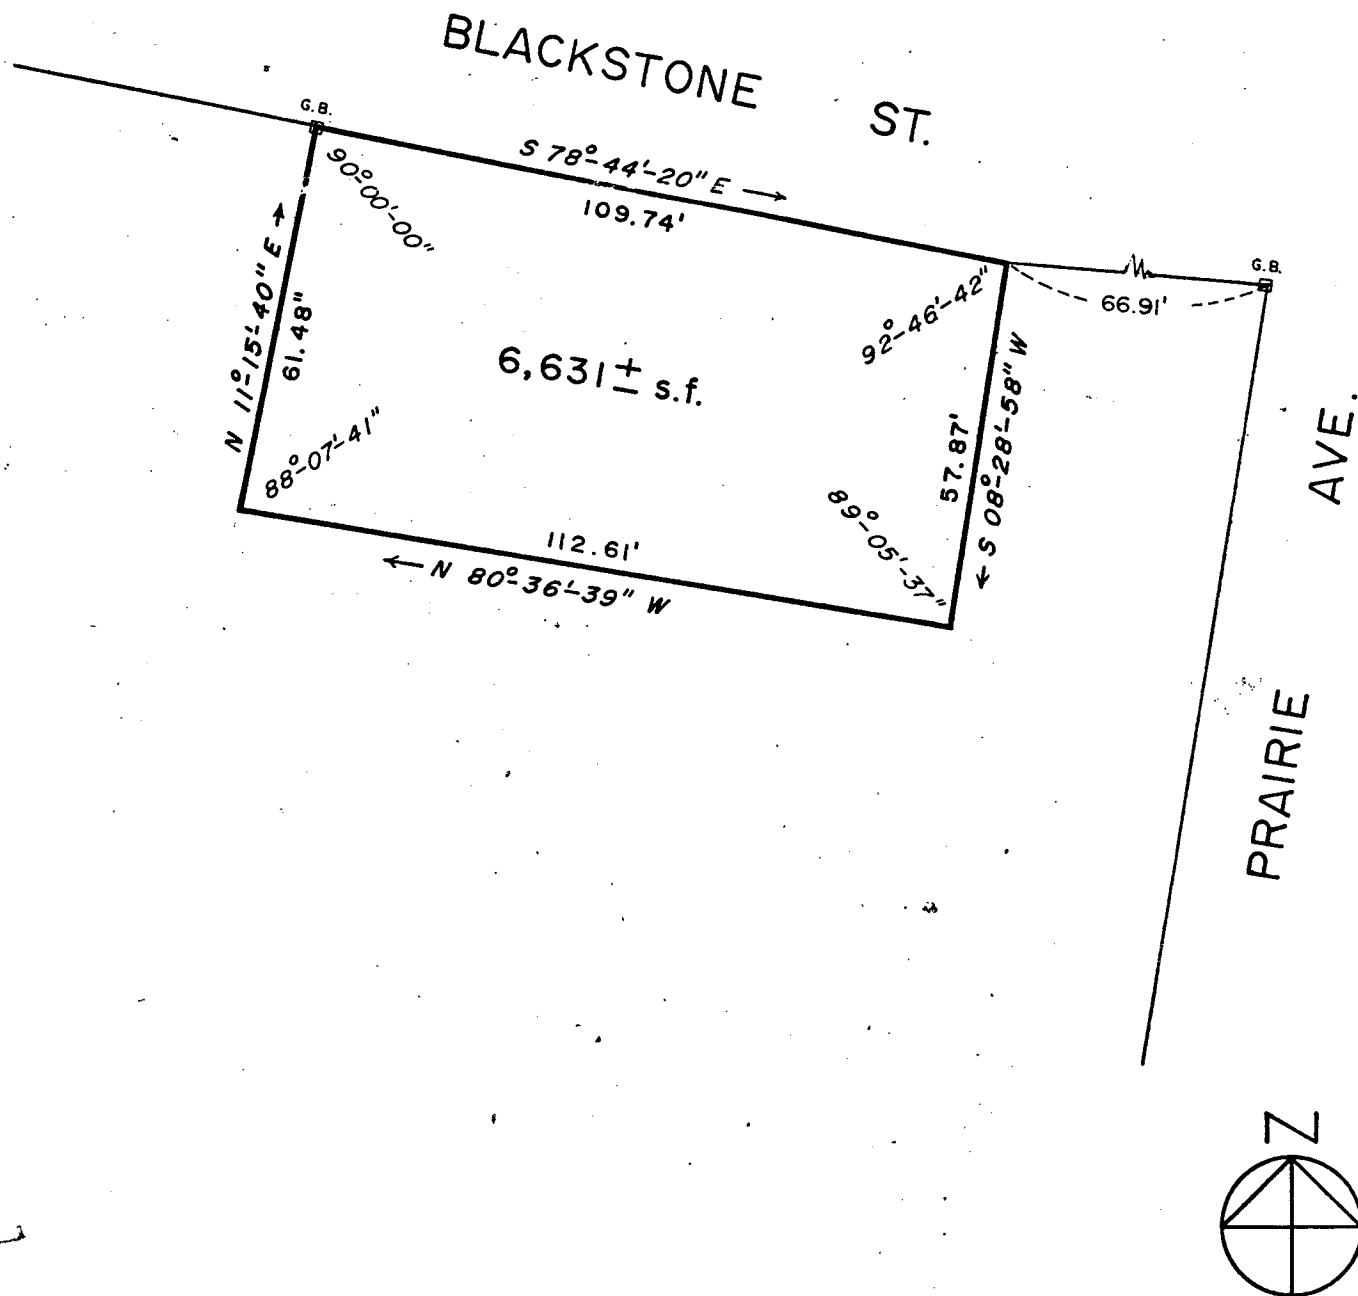 BLACKSTONE ST.
G.B.
S 78°-44'-20" E →
109.74'
90°-00'-00"
G.B.
66.91'
92°-46'-42"
N 11°-15'-40" E →
61.48"
6,631± s.f.
← S 08°-28'-58" W
57.87'
88°-07'-41"
89°-05'-37"
112.61'
← N 80°-36'-39" W
PRAIRIE AVE.
N